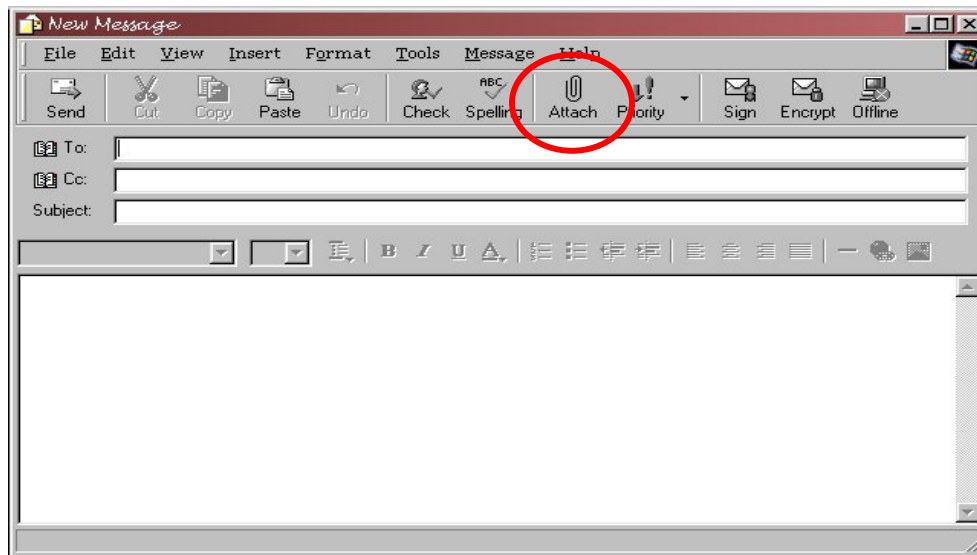 New Message
File Edit View Insert Format Tools Message Help
Send Cut Copy Paste Undo Check Spelling Attach Priority Sign Encrypt Offline
To:
Cc:
Subject:
B I U A